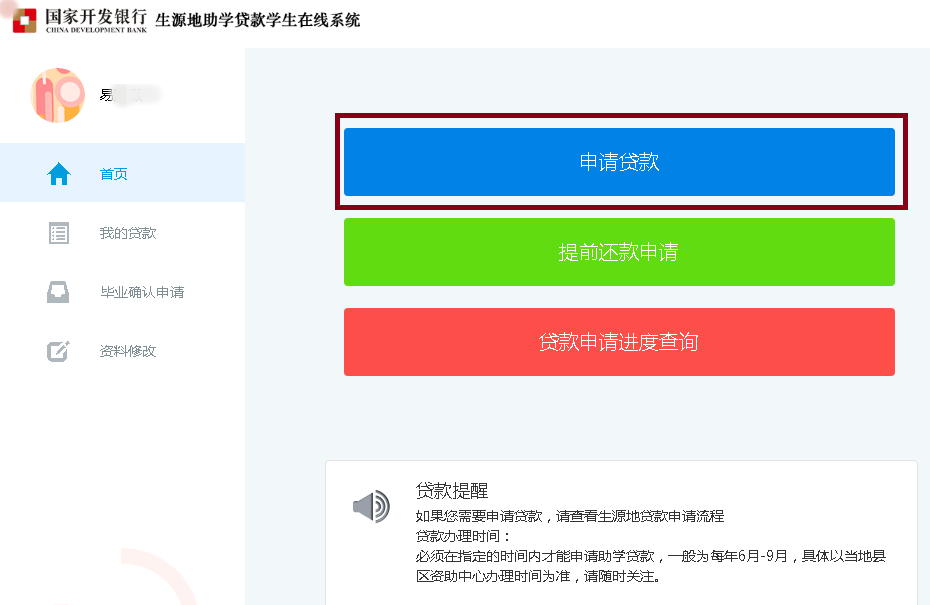 国家开发银行 生源地助学贷款学生在线系统
CHINA DEVELOPMENT BANK
易
首页
我的贷款
毕业确认申请
资料修改
申请贷款
提前还款申请
贷款申请进度查询
贷款提醒
如果您需要申请贷款，请查看生源地贷款申请流程
贷款办理时间：
必须在指定的时间内才能申请助学贷款，一般为每年6月-9月，具体以当地县
区资助中心办理时间为准，请随时关注。